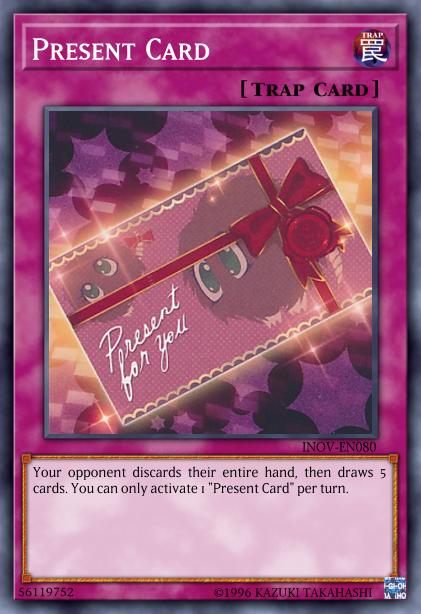 PRESENT CARD
TRAP
罠
[TRAP CARD]
Present
for you
INOV-EN080
Your opponent discards their entire hand, then draws 5
cards. You can only activate 1 "Present Card" per turn.
56119752
©1996 KAZUKI TAKAHASHI